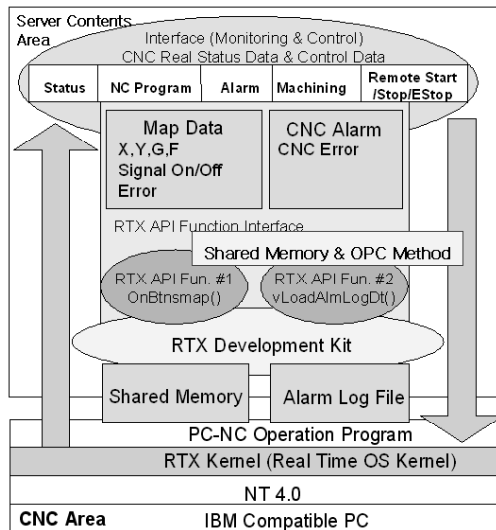 Server Contents
Area
Interface (Monitoring & Control)
CNC Real Status Data & Control Data
Status
NC Program
Alarm
Machining
Remote Start
/Stop/EStop
Map Data
X,Y,G,F
Signal On/Off
Error
CNC Alarm
CNC Error
RTX API Function Interface
Shared Memory & OPC Method
RTX API Fun. #1
OnBtnsmap()
RTX API Fun. #2
vLoadAlmLogDt()
RTX Development Kit
Shared Memory
Alarm Log File
PC-NC Operation Program
RTX Kernel (Real Time OS Kernel)
NT 4.0
CNC Area
IBM Compatible PC